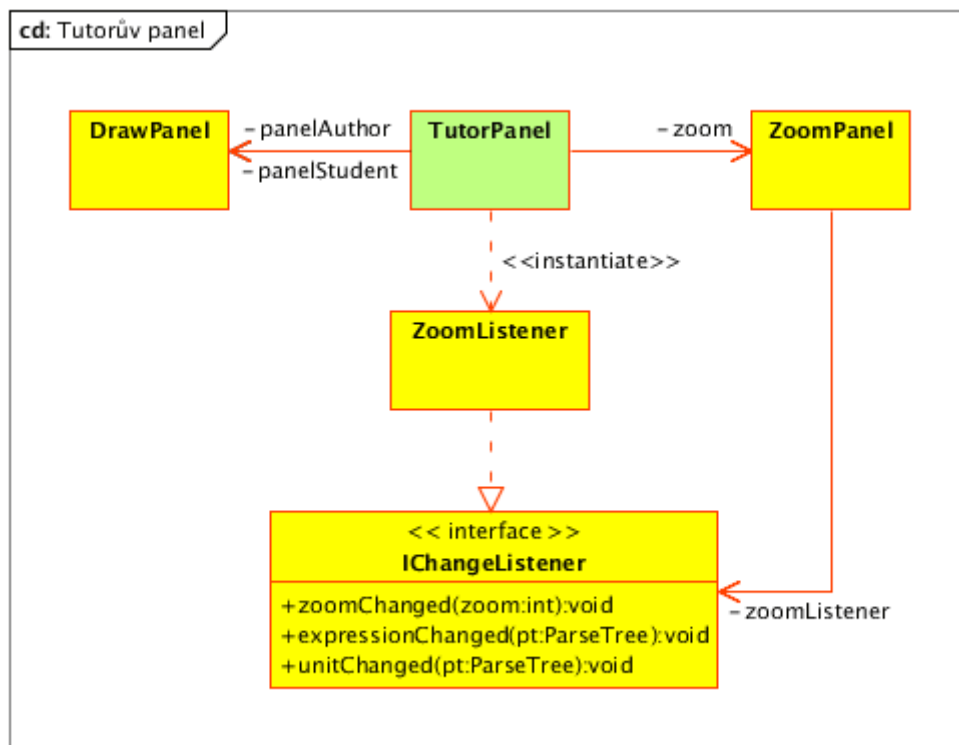 cd: Tutorův panel
DrawPanel
-panelAuthor
-panelStudent
TutorPanel
-zoom
ZoomPanel
<<instantiate>>
ZoomListener
<< interface >>
IChangeListener
+zoomChanged(zoom:int):void
+expressionChanged(pt:ParseTree):void
+unitChanged(pt:ParseTree):void
-zoomListener